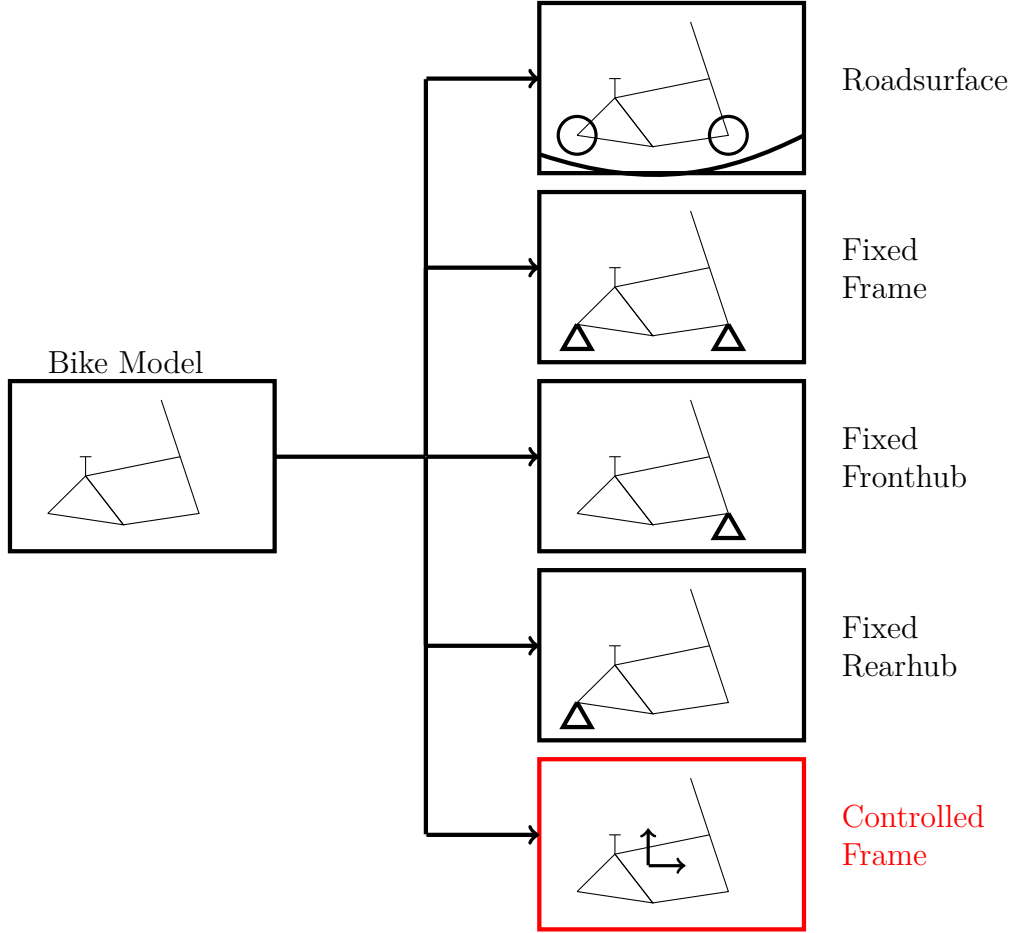 Roadsurface
Fixed
Frame
Bike Model
Fixed
Fronthub
Fixed
Rearhub
Controlled
Frame